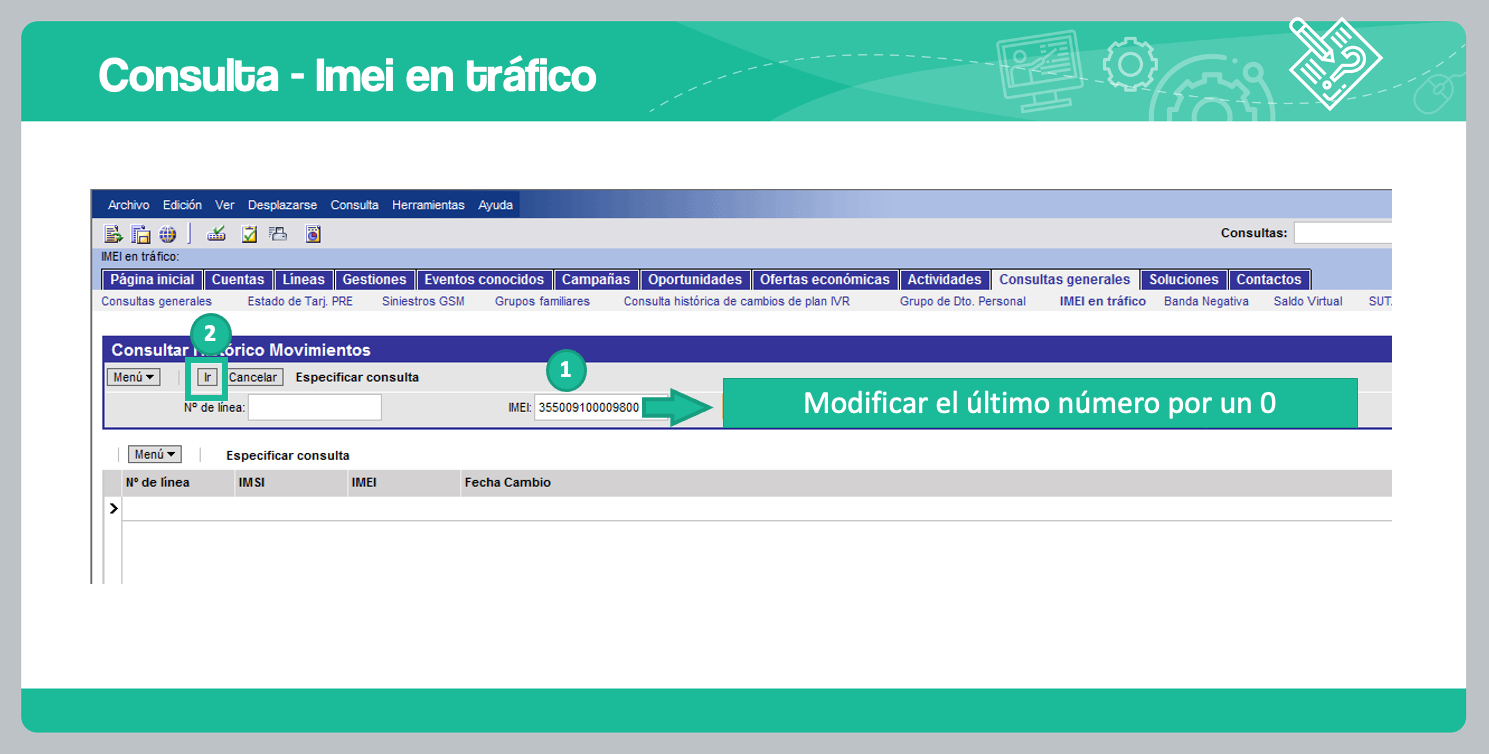 Consulta - Imei en tráfico
Archivo Edición Ver Desplazarse Consulta Herramientas Ayuda
Consultas:
IMEI en tráfico:
Página inicial Cuentas Líneas Gestiones Eventos conocidos Campañas Oportunidades Ofertas económicas Actividades Consultas generales Soluciones Contactos
Consultas generales Estado de Tarj. PRE Siniestros GSM Grupos familiares Consulta histórica de cambios de plan IVR Grupo de Dto. Personal IMEI en tráfico Banda Negativa Saldo Virtual SUT.
2
Consultar Histórico Movimientos
1
Menú Ir Cancelar Especificar consulta
Nº de línea: IMEI: 355009100009800
Modificar el último número por un 0
Menú Especificar consulta
Nº de línea IMSI IMEI Fecha Cambio